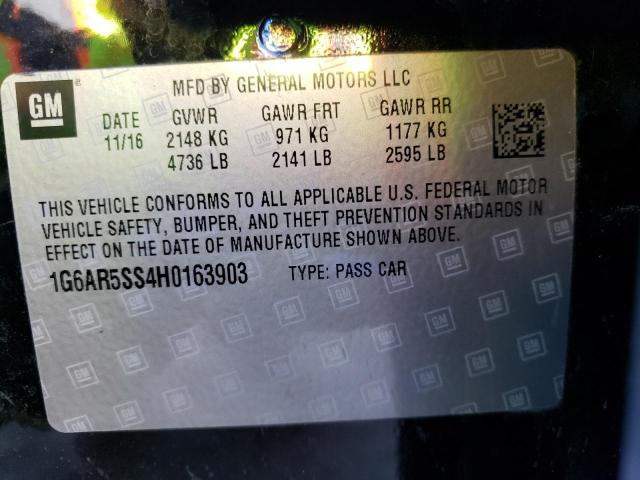 GM
MFD BY GENERAL MOTORS LLC
DATE GVWR GAWR FRT GAWR RR
11/16 2148 KG 971 KG 1177 KG
4736 LB 2141 LB 2595 LB
THIS VEHICLE CONFORMS TO ALL APPLICABLE U.S. FEDERAL MOTOR
VEHICLE SAFETY, BUMPER, AND THEFT PREVENTION STANDARDS IN
EFFECT ON THE DATE OF MANUFACTURE SHOWN ABOVE.
1G6AR5SS4H0163903 TYPE: PASS CAR